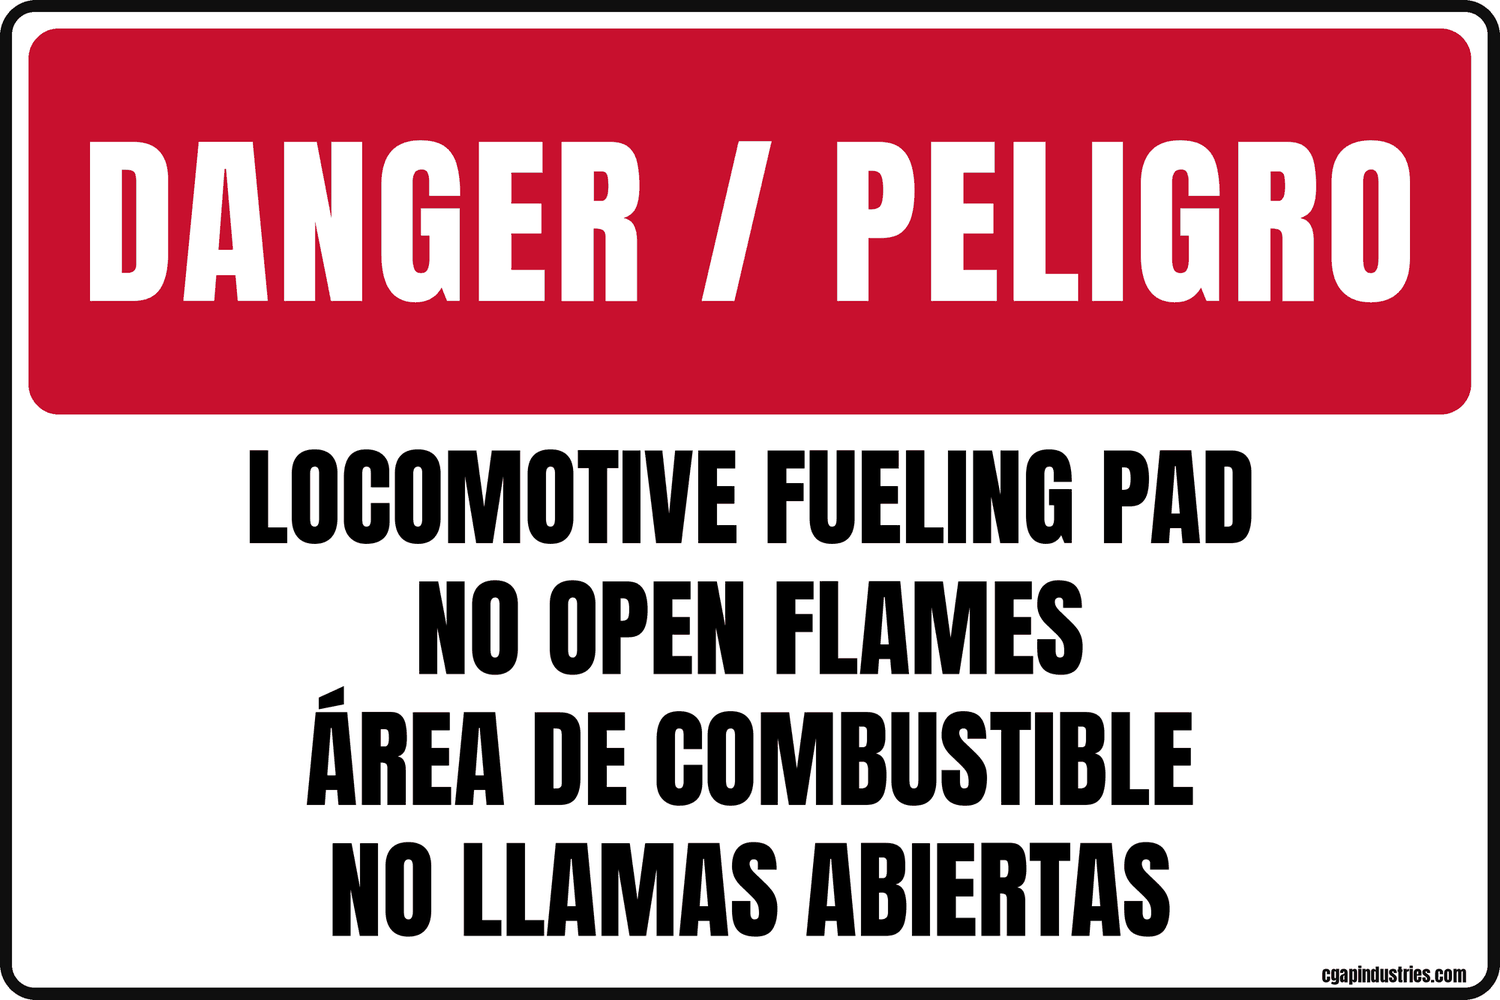 DANGER / PELIGRO
LOCOMOTIVE FUELING PAD
NO OPEN FLAMES
ÁREA DE COMBUSTIBLE
NO LLAMAS ABIERTAS
cgapindustries.com